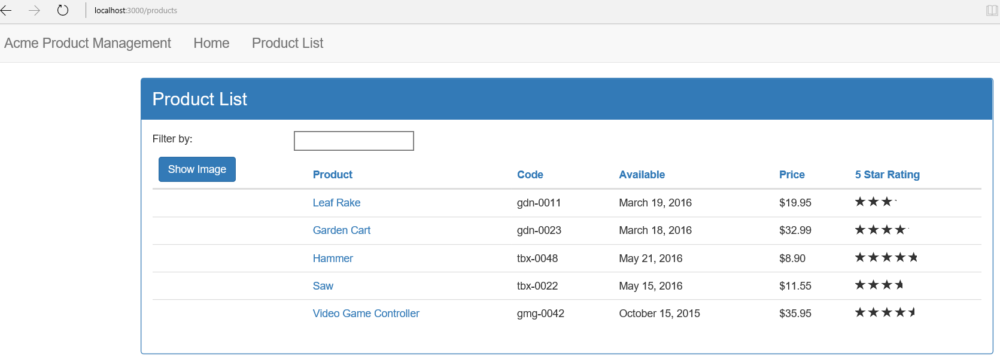 localhost:3000/products
Acme Product Management Home Product List
Product List
Filter by:
Show Image Product Code Available Price 5 Star Rating
Leaf Rake gdn-0011 March 19, 2016 $19.95
Garden Cart gdn-0023 March 18, 2016 $32.99
Hammer tbx-0048 May 21, 2016 $8.90
Saw tbx-0022 May 15, 2016 $11.55
Video Game Controller gmg-0042 October 15, 2015 $35.95